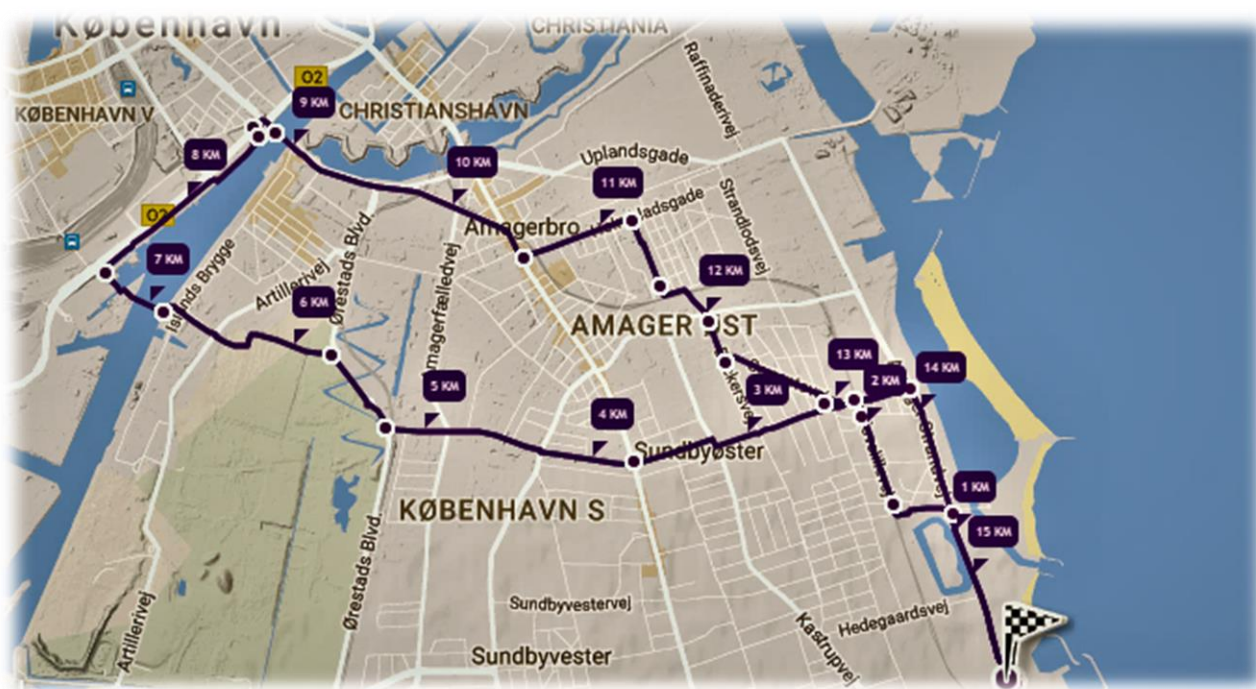 København
CHRISTIANIA
O2
KØBENHAVN V
9 KM
CHRISTIANSHAVN
Raffinaderivej
8 KM
10 KM
Uplandsgade
11 KM
Strandlodsvej
O2
Amagerbro
7 KM
Islands Brygge
Artillerivej
Ørestads Blvd.
12 KM
6 KM
AMAGER ØST
13 KM
14 KM
2 KM
3 KM
5 KM
4 KM
Sundbyøster
1 KM
KØBENHAVN S
15 KM
Ørestads Blvd.
Artillerivej
Sundbyvestervej
Hedegaardsvej
Kastrupvej
Sundbyvester